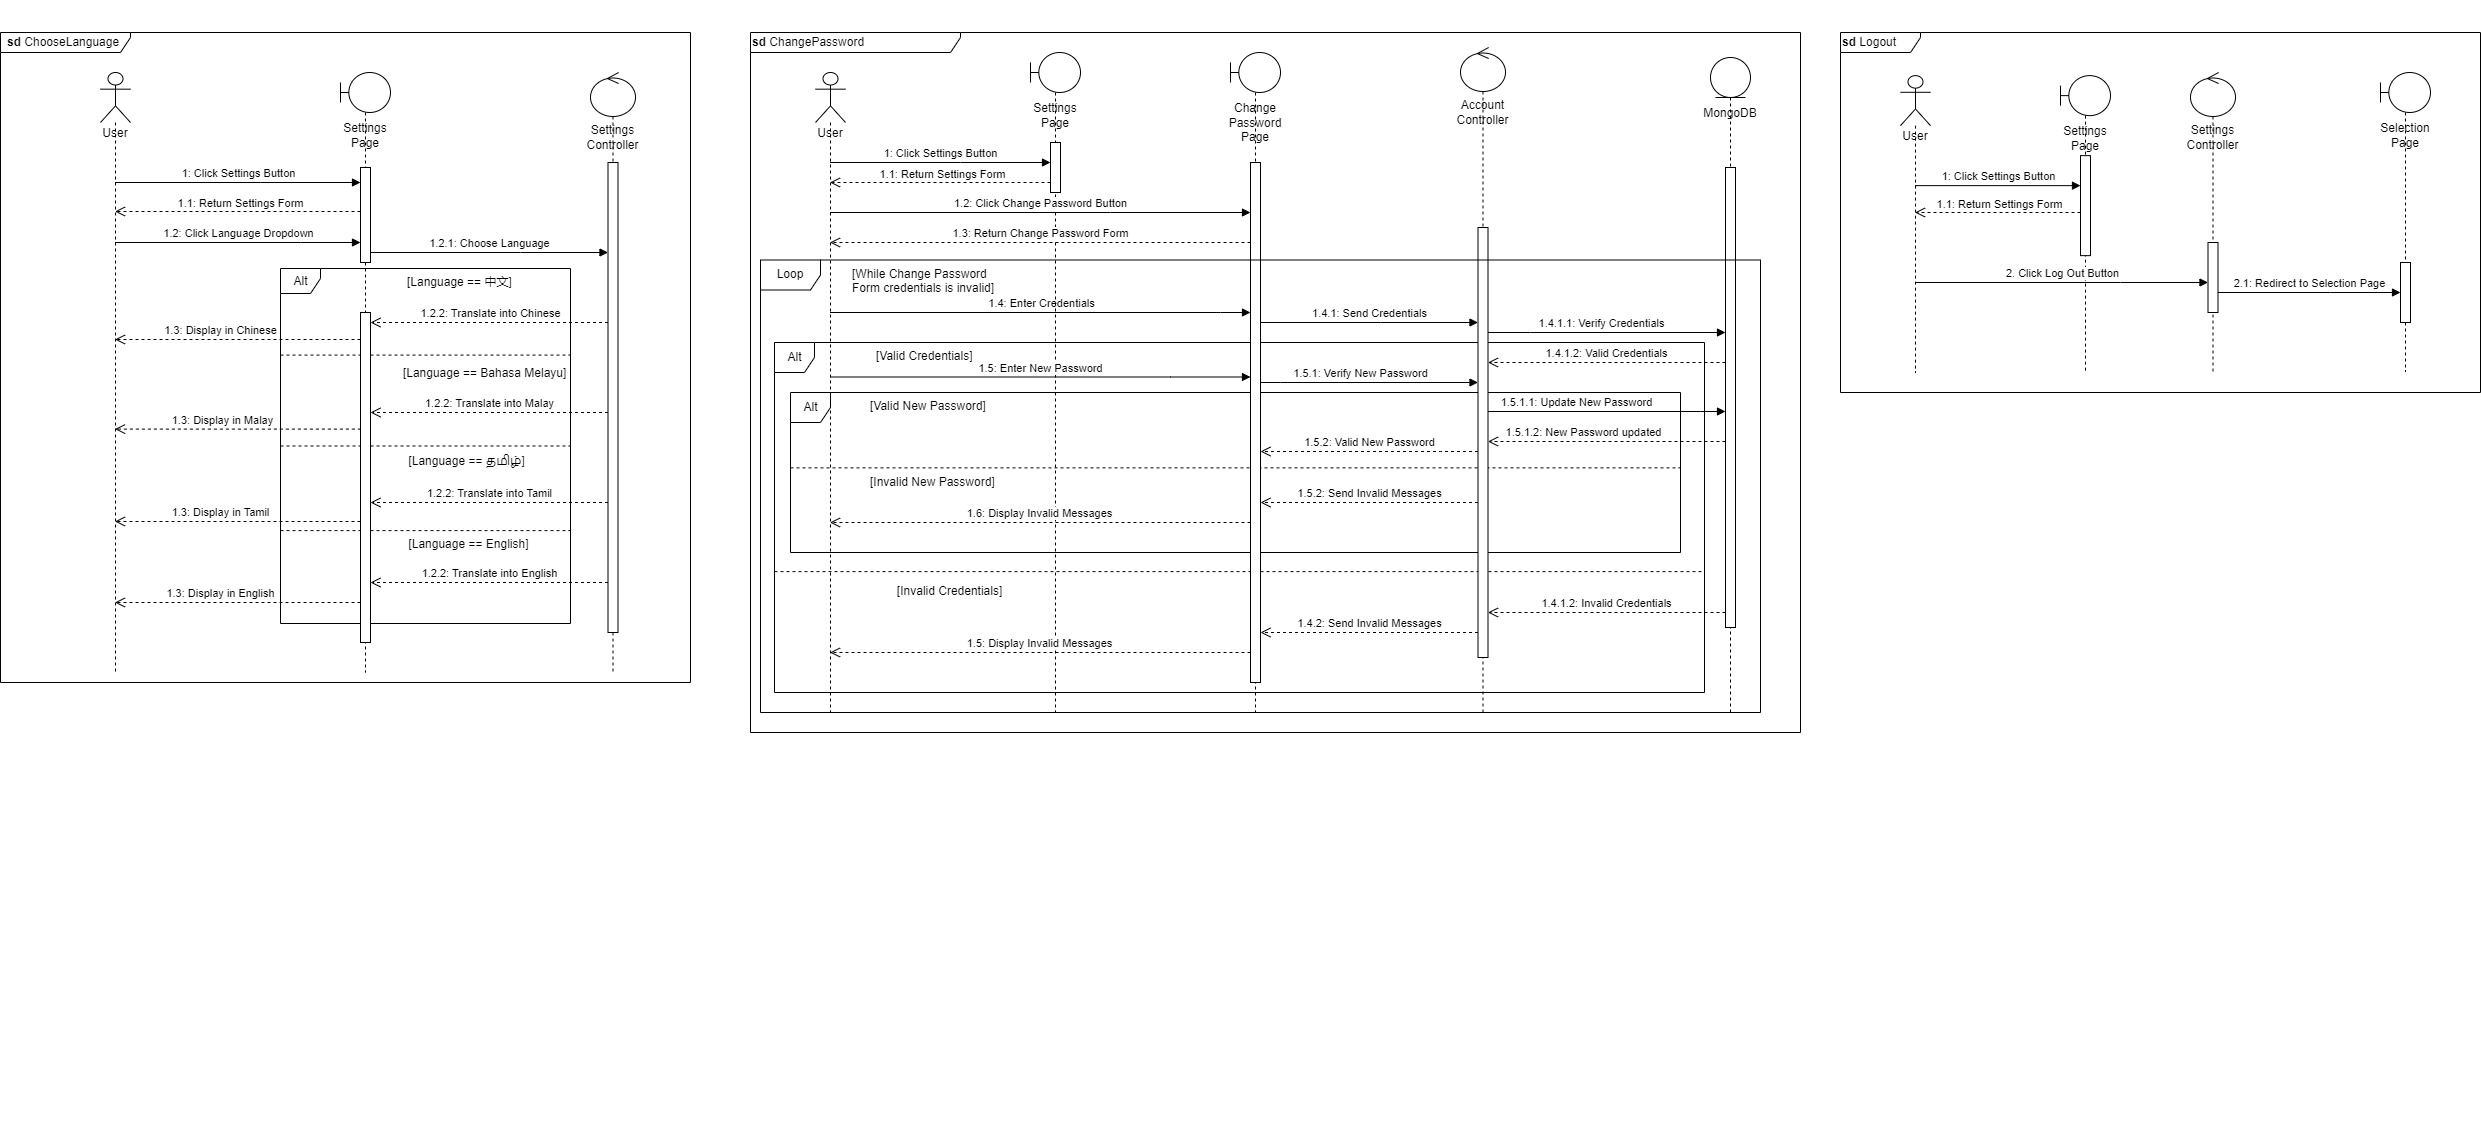 sd ChooseLanguage
User
Settings
Page
Settings
Controller
1: Click Settings Button
1.1: Return Settings Form
1.2: Click Language Dropdown
1.2.1: Choose Language
Alt
[Language == 中文]
1.2.2: Translate into Chinese
1.3: Display in Chinese
[Language == Bahasa Melayu]
1.2.2: Translate into Malay
1.3: Display in Malay
[Language == தமிழ்]
1.2.2: Translate into Tamil
1.3: Display in Tamil
[Language == English]
1.2.2: Translate into English
1.3: Display in English
sd ChangePassword
User
Settings
Page
Change
Password
Page
Account
Controller
MongoDB
1: Click Settings Button
1.1: Return Settings Form
1.2: Click Change Password Button
1.3: Return Change Password Form
Loop
[While Change Password
Form credentials is invalid]
1.4: Enter Credentials
1.4.1: Send Credentials
1.4.1.1: Verify Credentials
Alt
[Valid Credentials]
1.4.1.2: Valid Credentials
1.5: Enter New Password
1.5.1: Verify New Password
Alt
[Valid New Password]
1.5.1.1: Update New Password
1.5.1.2: New Password updated
1.5.2: Valid New Password
[Invalid New Password]
1.5.2: Send Invalid Messages
1.6: Display Invalid Messages
[Invalid Credentials]
1.4.1.2: Invalid Credentials
1.4.2: Send Invalid Messages
1.5: Display Invalid Messages
sd Logout
User
Settings
Page
Settings
Controller
Selection
Page
1: Click Settings Button
1.1: Return Settings Form
2. Click Log Out Button
2.1: Redirect to Selection Page